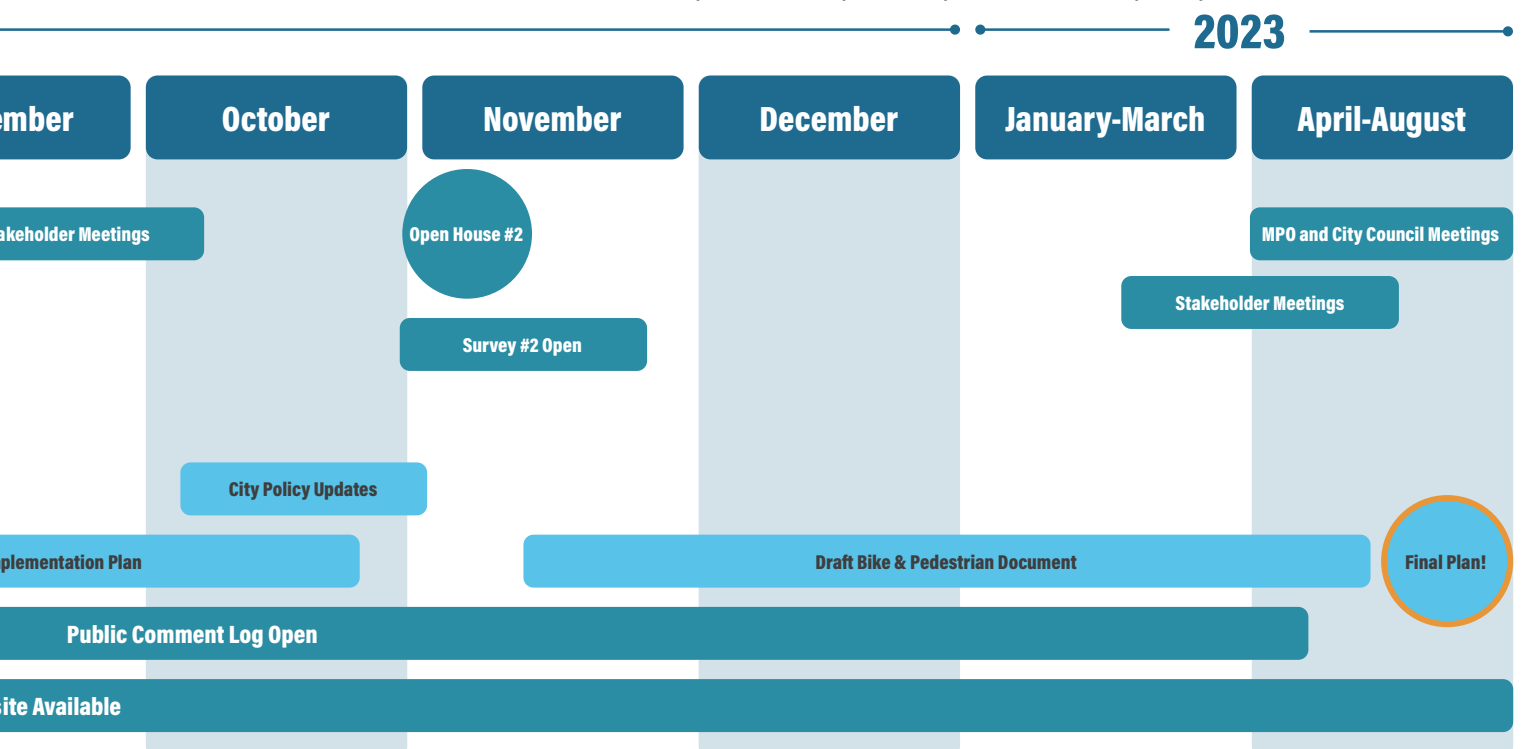 2023
ember
October
November
December
January-March
April-August
akeholder Meetings
Open House #2
MPO and City Council Meetings
Stakeholder Meetings
Survey #2 Open
City Policy Updates
plementation Plan
Draft Bike & Pedestrian Document
Final Plan!
Public Comment Log Open
site Available